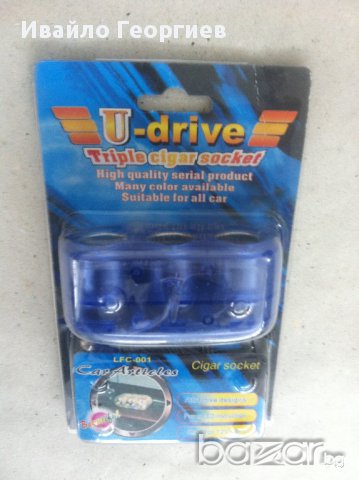 Ивайло Георгиев
U-drive
Triple cigar socket
High quality serial product
Many color available
Suitable for all car
LFC-001
Car Articles
Cigar socket
bazar.bg